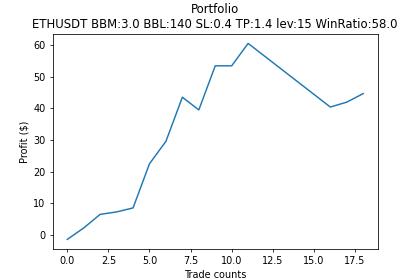 Portfolio
ETHUSDT BBM:3.0 BBL:140 SL:0.4 TP:1.4 lev:15 WinRatio:58.0
60
50
40
30
20
10
0
Profit ($)
0.0 2.5 5.0 7.5 10.0 12.5 15.0 17.5
Trade counts